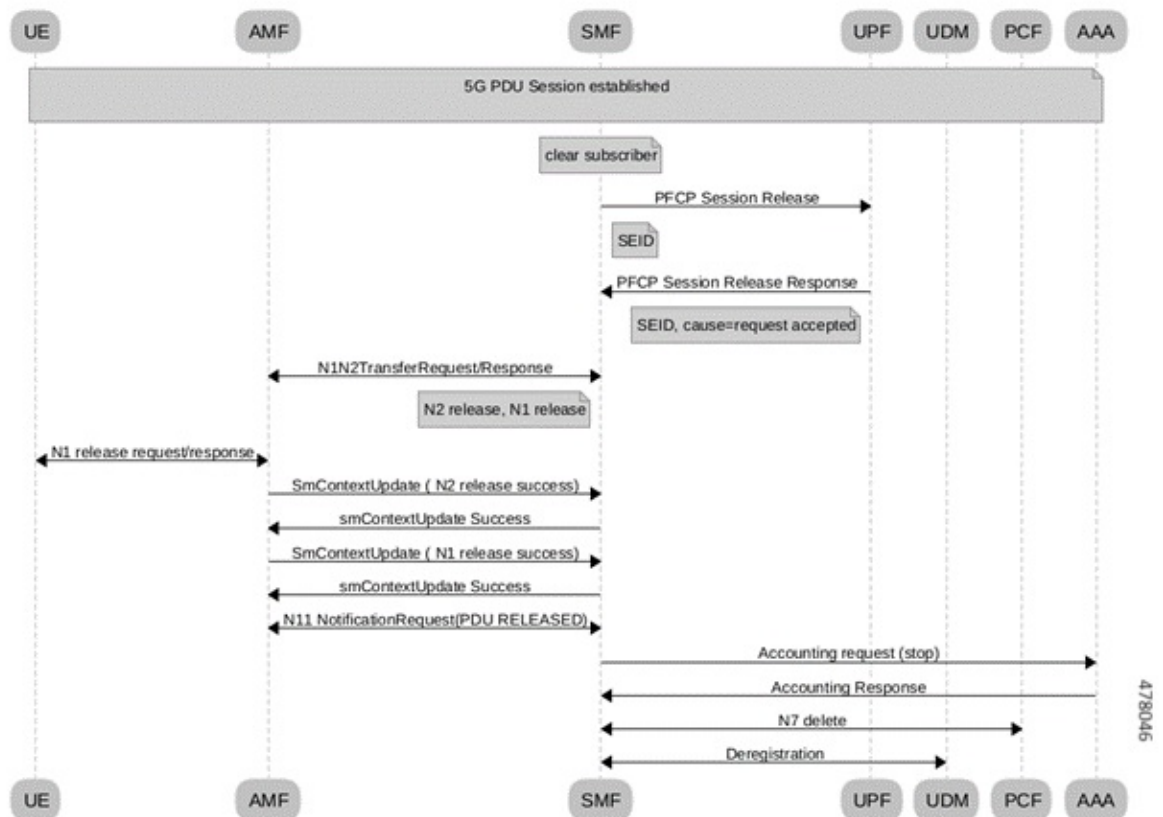 UE AMF SMF UPF UDM PCF AAA
5G PDU Session established
clear subscriber
PFCP Session Release
SEID
PFCP Session Release Response
SEID, cause=request accepted
N1N2TransferRequest/Response
N2 release, N1 release
N1 release request/response
SmContextUpdate ( N2 release success)
smContextUpdate Success
SmContextUpdate ( N1 release success)
smContextUpdate Success
N11 NotificationRequest(PDU RELEASED)
Accounting request (stop)
Accounting Response
N7 delete
Deregistration
UE AMF SMF UPF UDM PCF AAA
478046